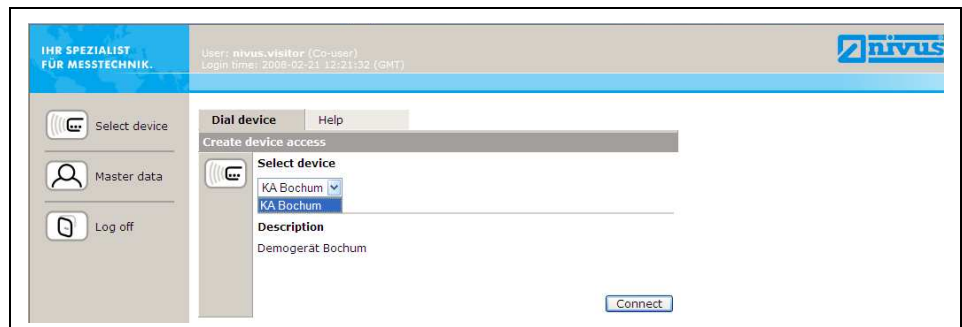 IHR SPEZIALIST
FÜR MESSTECHNIK.
User: nivus.visitor (Co-user)
Login time: 2008-02-21 12:21:32 (GMT)
nivus
Select device
Master data
Log off
Dial device Help
Create device access
Select device
KA Bochum
KA Bochum
Description
Demogerät Bochum
Connect